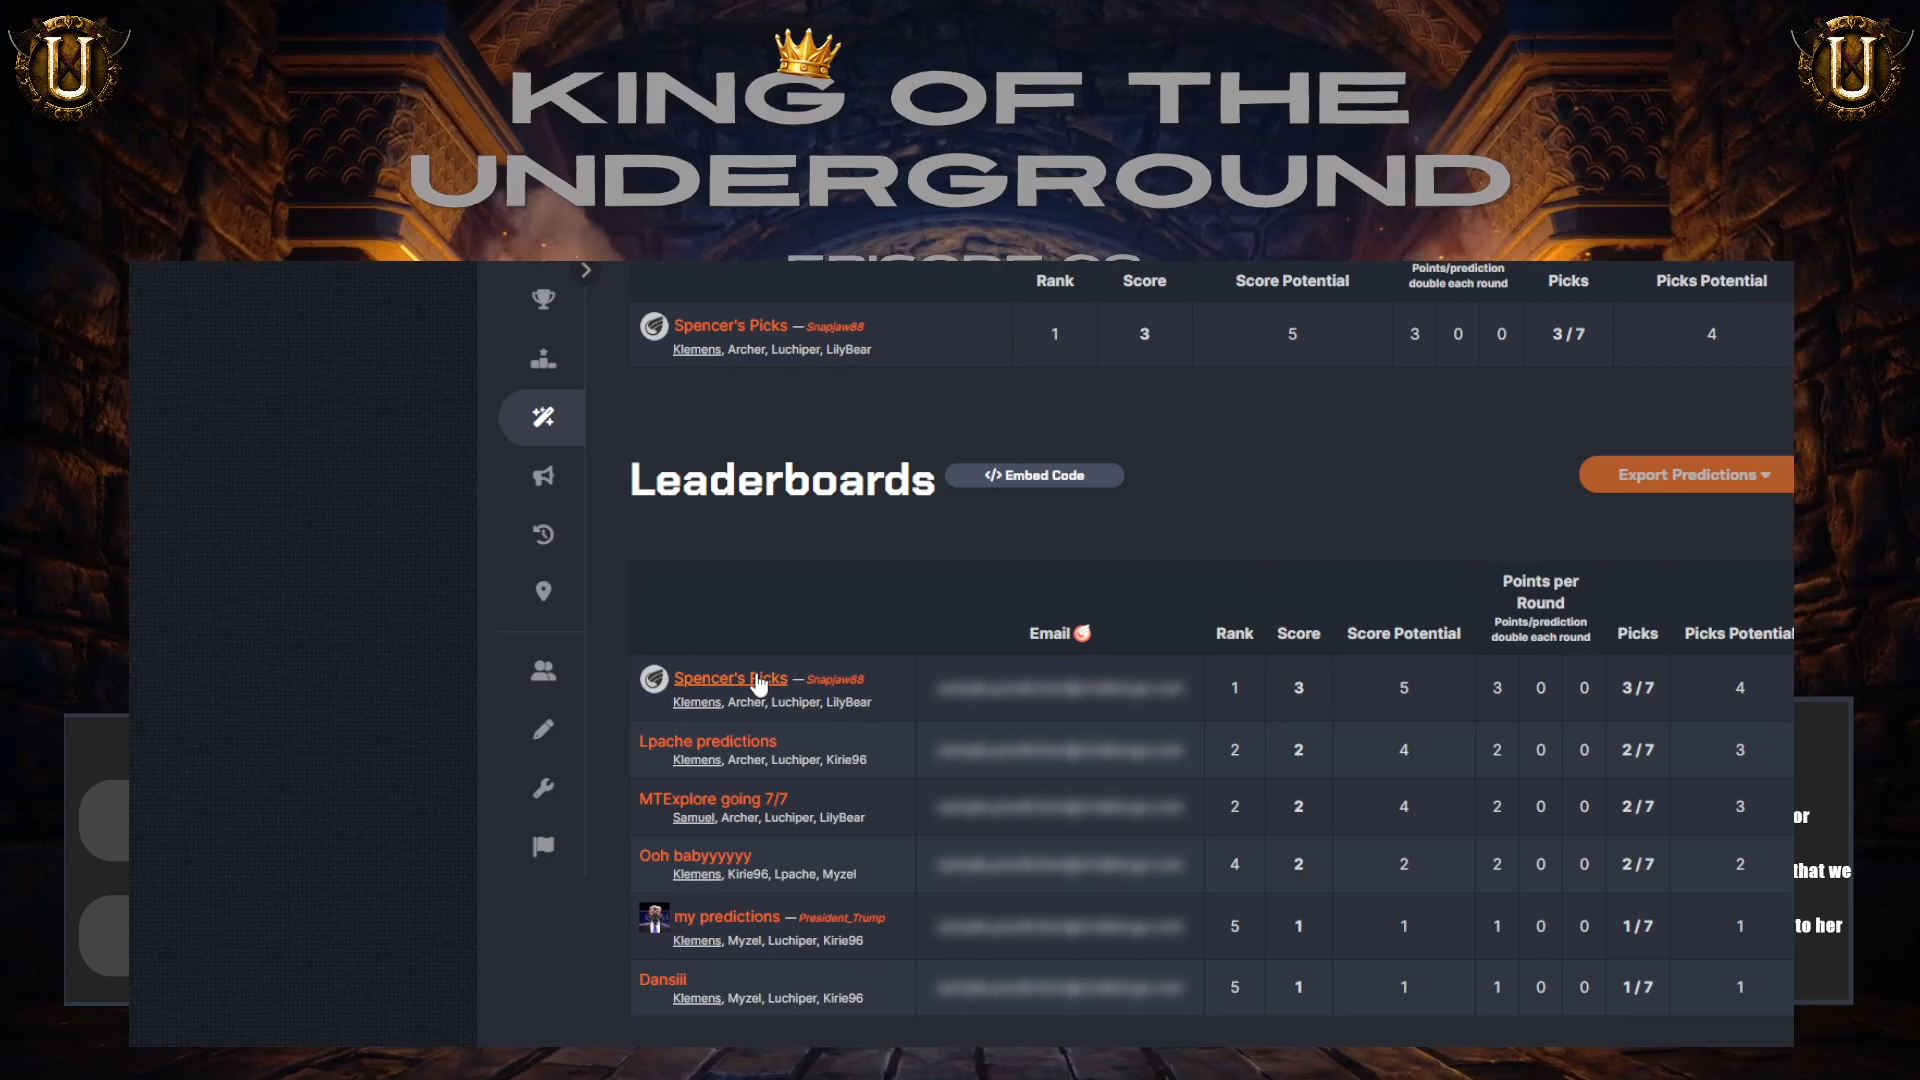 U
U
KING OF THE
UNDERGROUND
Rank Score Score Potential Points/prediction double each round Picks Picks Potential
Spencer's Picks — Snapjaw88
Klemens, Archer, Luchiper, LilyBear
1 3 5 3 0 0 3 / 7 4
Leaderboards
</> Embed Code
Export Predictions
Email Rank Score Score Potential Points per Round Points/prediction double each round Picks Picks Potential
Spencer's Picks — Snapjaw88
Klemens, Archer, Luchiper, LilyBear
1 3 5 3 0 0 3 / 7 4
Lpache predictions
Klemens, Archer, Luchiper, Kirie96
2 2 4 2 0 0 2 / 7 3
MTExplore going 7/7
Samuel, Archer, Luchiper, LilyBear
2 2 4 2 0 0 2 / 7 3
Ooh babyyyyyy
Klemens, Kirie96, Lpache, Myzel
4 2 2 2 0 0 2 / 7 2
my predictions — President_Trump
Klemens, Myzel, Luchiper, Kirie96
5 1 1 1 0 0 1 / 7 1
Dansiii
Klemens, Myzel, Luchiper, Kirie96
5 1 1 1 0 0 1 / 7 1
or
that we
to her